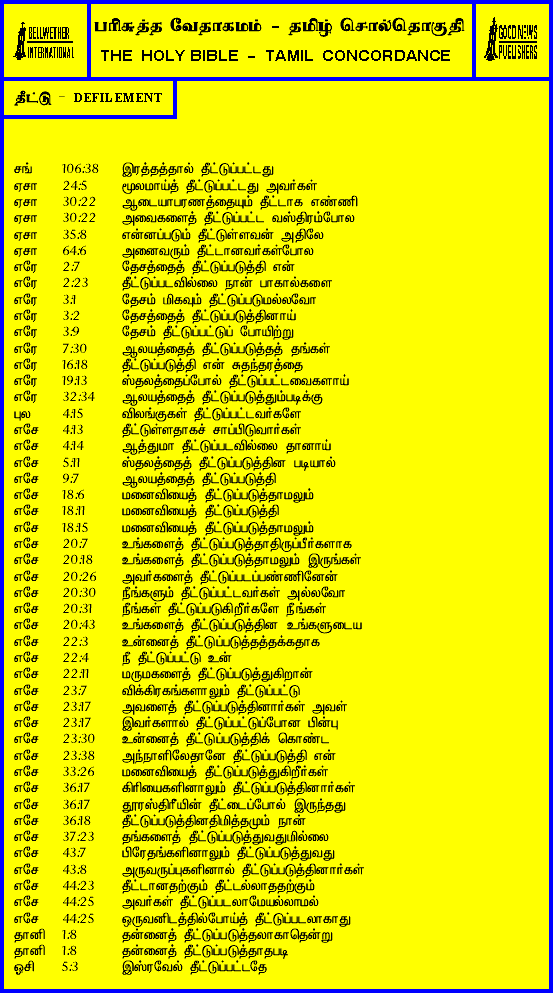 BELLWETHER INTERNATIONAL
பரிசுத்த வேதாகமம் - தமிழ் சொல்தொகுதி
THE HOLY BIBLE - TAMIL CONCORDANCE
GOOD NEWS PUBLISHERS
தீட்டு - DEFILEMENT
சங் 106:38 இரத்தத்தால் தீட்டுப்பட்டது
ஏசா 24:5 மூலமாய்த் தீட்டுப்பட்டது அவர்கள்
ஏசா 30:22 ஆடையாபரணத்தையும் தீட்டாக எண்ணி
ஏசா 30:22 அவைகளைத் தீட்டுப்பட்ட வஸ்திரம்போல
ஏசா 35:8 என்னப்படும் தீட்டுள்ளவன் அதிலே
ஏசா 64:6 அனைவரும் தீட்டானவர்கள்போல
எரே 2:7 தேசத்தைத் தீட்டுப்படுத்தி என்
எரே 2:23 தீட்டுப்படவில்லை நான் பாகால்களை
எரே 3:1 தேசம் மிகவும் தீட்டுப்படுமல்லவோ
எரே 3:2 தேசத்தைத் தீட்டுப்படுத்தினாய்
எரே 3:9 தேசம் தீட்டுப்பட்டுப் போயிற்று
எரே 7:30 ஆலயத்தைத் தீட்டுப்படுத்தத் தங்கள்
எரே 16:18 தீட்டுப்படுத்தி என் சுதந்தரத்தை
எரே 19:13 ஸ்தலத்தைப்போல் தீட்டுப்பட்டவைகளாய்
எரே 32:34 ஆலயத்தைத் தீட்டுப்படுத்தும்படிக்கு
புல 4:15 விலங்குகள் தீட்டுப்பட்டவர்களே
எசே 4:13 தீட்டுள்ளதாகச் சாப்பிடுவார்கள்
எசே 4:14 ஆத்துமா தீட்டுப்படவில்லை தானாய்
எசே 5:11 ஸ்தலத்தைத் தீட்டுப்படுத்தின படியால்
எசே 9:7 ஆலயத்தைத் தீட்டுப்படுத்தி
எசே 18:6 மனைவியைத் தீட்டுப்படுத்தாமலும்
எசே 18:11 மனைவியைத் தீட்டுப்படுத்தி
எசே 18:15 மனைவியைத் தீட்டுப்படுத்தாமலும்
எசே 20:7 உங்களைத் தீட்டுப்படுத்தாதிருப்பீர்களாக
எசே 20:18 உங்களைத் தீட்டுப்படுத்தாமலும் இருங்கள்
எசே 20:26 அவர்களைத் தீட்டுப்படப்பண்ணினேன்
எசே 20:30 நீங்களும் தீட்டுப்பட்டவர்கள் அல்லவோ
எசே 20:31 நீங்கள் தீட்டுப்படுகிறீர்களே நீங்கள்
எசே 20:43 உங்களைத் தீட்டுப்படுத்தின உங்களுடைய
எசே 22:3 உன்னைத் தீட்டுப்படுத்தத்தக்கதாக
எசே 22:4 நீ தீட்டுப்பட்டு உன்
எசே 22:11 மருமகளைத் தீட்டுப்படுத்துகிறான்
எசே 23:7 விக்கிரகங்களாலும் தீட்டுப்பட்டு
எசே 23:17 அவளைத் தீட்டுப்படுத்தினார்கள் அவள்
எசே 23:17 இவர்களால் தீட்டுப்பட்டுப்போன பின்பு
எசே 23:30 உன்னைத் தீட்டுப்படுத்திக் கொண்ட
எசே 23:38 அந்நாளிலேதானே தீட்டுப்படுத்தி என்
எசே 33:26 மனைவியைத் தீட்டுப்படுத்துகிறீர்கள்
எசே 36:17 கிரியைகளினாலும் தீட்டுப்படுத்தினார்கள்
எசே 36:17 தூரஸ்திரீயின் தீட்டைப்போல் இருந்தது
எசே 36:18 தீட்டுப்படுத்தினதிமித்தமும் நான்
எசே 37:23 தங்களைத் தீட்டுப்படுத்துவதுமில்லை
எசே 43:7 பிரேதங்களினாலும் தீட்டுப்படுத்துவது
எசே 43:8 அருவருப்புகளினால் தீட்டுப்படுத்தினார்கள்
எசே 44:23 தீட்டானதற்கும் தீட்டல்லாததற்கும்
எசே 44:25 அவர்கள் தீட்டுப்படலாமேயல்லாமல்
எசே 44:25 ஒருவனிடத்தில்போய்த் தீட்டுப்படலாகாது
தானி 1:8 தன்னைத் தீட்டுப்படுத்தலாகாதென்று
தானி 1:8 தன்னைத் தீட்டுப்படுத்தாதபடி
ஓசி 5:3 இஸ்ரவேல் தீட்டுப்பட்டதே